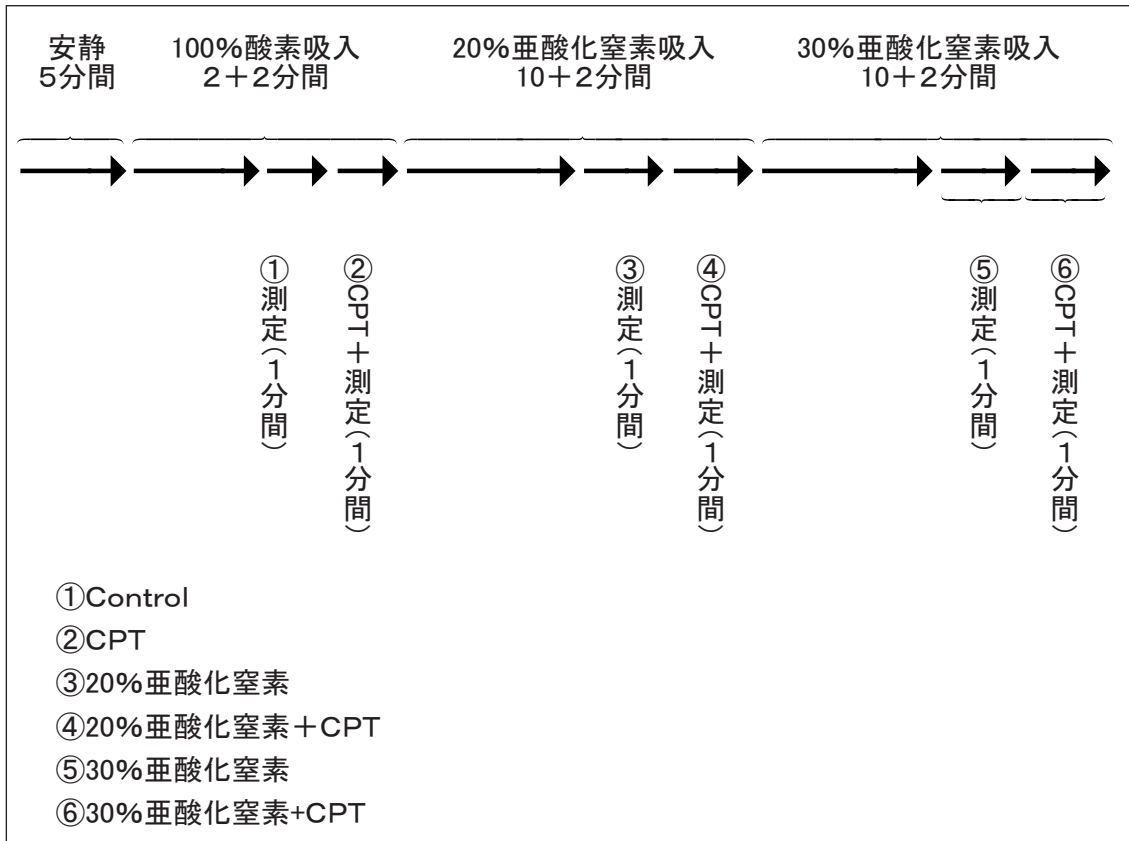 安静
5分間
100%酸素吸入
2+2分間
20%亜酸化窒素吸入
10+2分間
30%亜酸化窒素吸入
10+2分間
①測定(1分間)
②CPT+測定(1分間)
③測定(1分間)
④CPT+測定(1分間)
⑤測定(1分間)
⑥CPT+測定(1分間)
①Control
②CPT
③20%亜酸化窒素
④20%亜酸化窒素+CPT
⑤30%亜酸化窒素
⑥30%亜酸化窒素+CPT